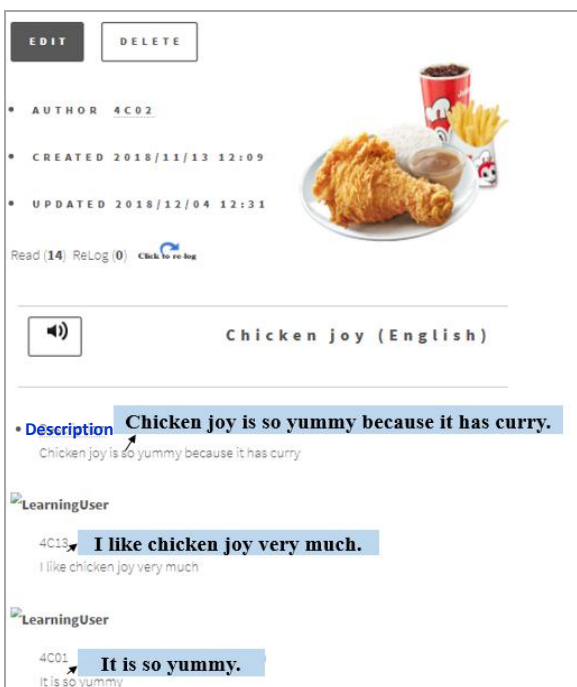 EDIT DELETE
AUTHOR 4C02
CREATED 2018/11/13 12:09
UPDATED 2018/12/04 12:31
Read (14) ReLog (0) Click to re-log
Chicken joy (English)
Description Chicken joy is so yummy because it has curry.
Chicken joy is so yummy because it has curry
LearningUser
4C13 I like chicken joy very much.
I like chicken joy very much
LearningUser
4C01 It is so yummy.
It is so yummy